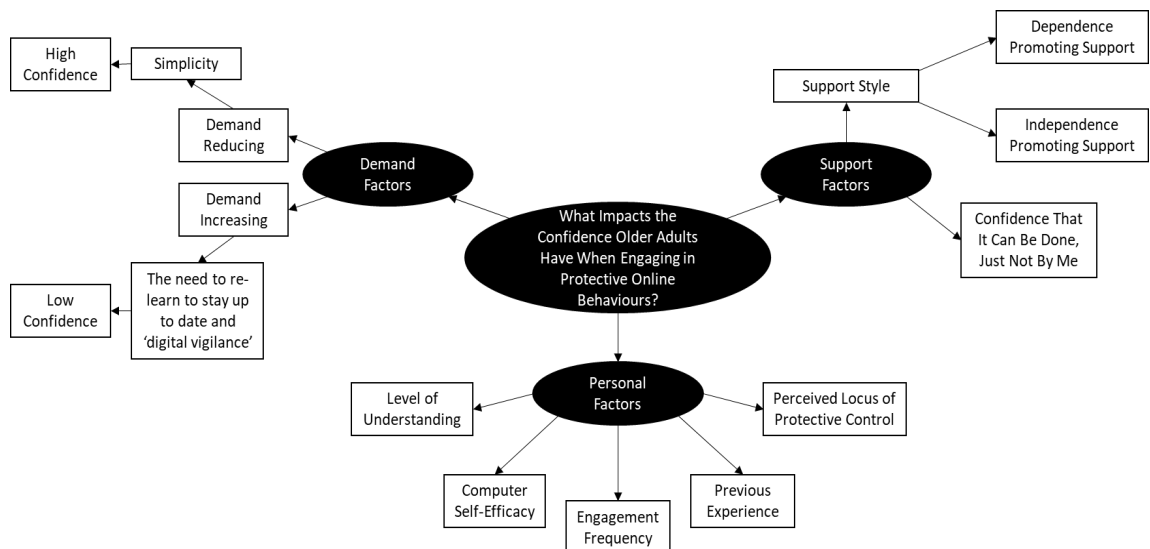 High
Confidence
Simplicity
Demand
Reducing
Demand
Factors
Demand
Increasing
The need to re-
learn to stay up
to date and
‘digital vigilance’
Low
Confidence
What Impacts the
Confidence Older Adults
Have When Engaging in
Protective Online
Behaviours?
Support
Factors
Support Style
Dependence
Promoting Support
Independence
Promoting Support
Confidence That
It Can Be Done,
Just Not By Me
Personal
Factors
Level of
Understanding
Computer
Self-Efficacy
Engagement
Frequency
Previous
Experience
Perceived Locus of
Protective Control